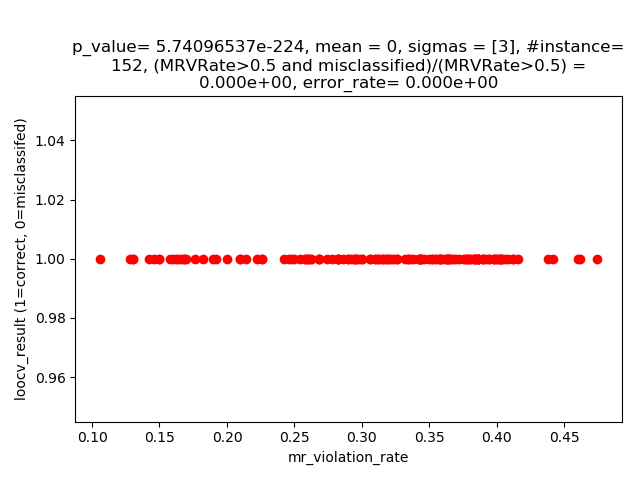 p_value= 5.74096537e-224, mean = 0, sigmas = [3], #instance=
152, (MRVRate>0.5 and misclassified)/(MRVRate>0.5) =
0.000e+00, error_rate= 0.000e+00
1.04
1.02
1.00
0.98
0.96
loocv_result (1=correct, 0=misclassifed)
0.10 0.15 0.20 0.25 0.30 0.35 0.40 0.45
mr_violation_rate